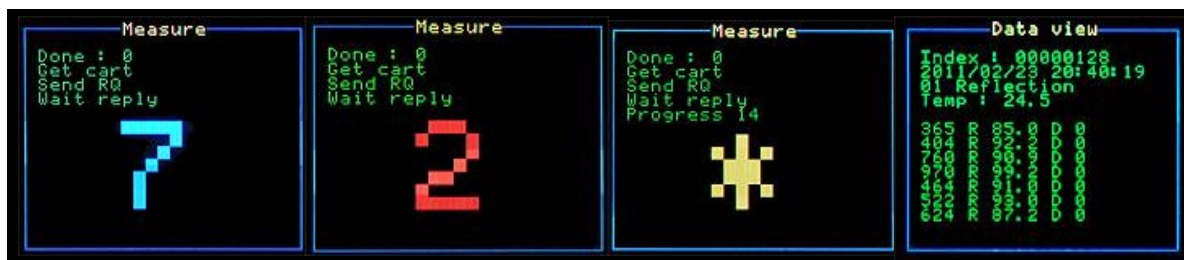 Measure
Done : 0
Get cart
Send RQ
Wait reply
7
Measure
Done : 0
Get cart
Send RQ
Wait reply
2
Measure
Done : 0
Get cart
Send RQ
Wait reply
Progress 14
*
Data view
Index : 00000128
2011/02/23 20:40:19
01 Reflection
Temp : 24.5
365 R 85.0 D 0
404 R 92.2 D 0
760 R 90.9 D 0
970 R 99.2 D 0
464 R 91.0 D 0
522 R 93.0 D 0
624 R 87.2 D 0